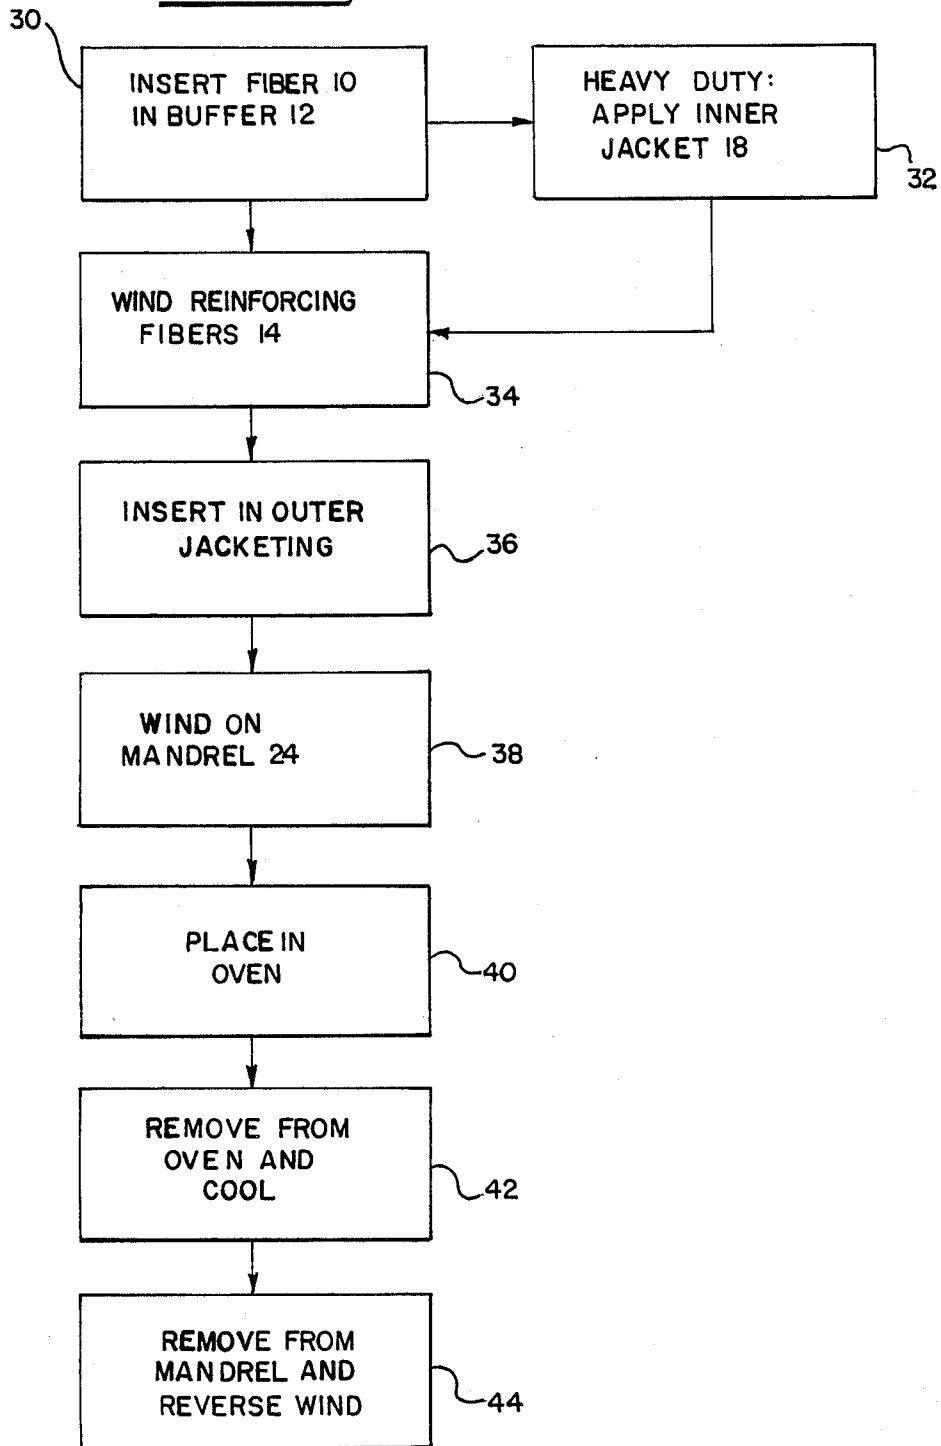 30
INSERT FIBER 10
IN BUFFER 12
HEAVY DUTY:
APPLY INNER
JACKET 18
32
WIND REINFORCING
FIBERS 14
34
INSERT IN OUTER
JACKETING
36
WIND ON
MANDREL 24
38
PLACE IN
OVEN
40
REMOVE FROM
OVEN AND
COOL
42
REMOVE FROM
MANDREL AND
REVERSE WIND
44